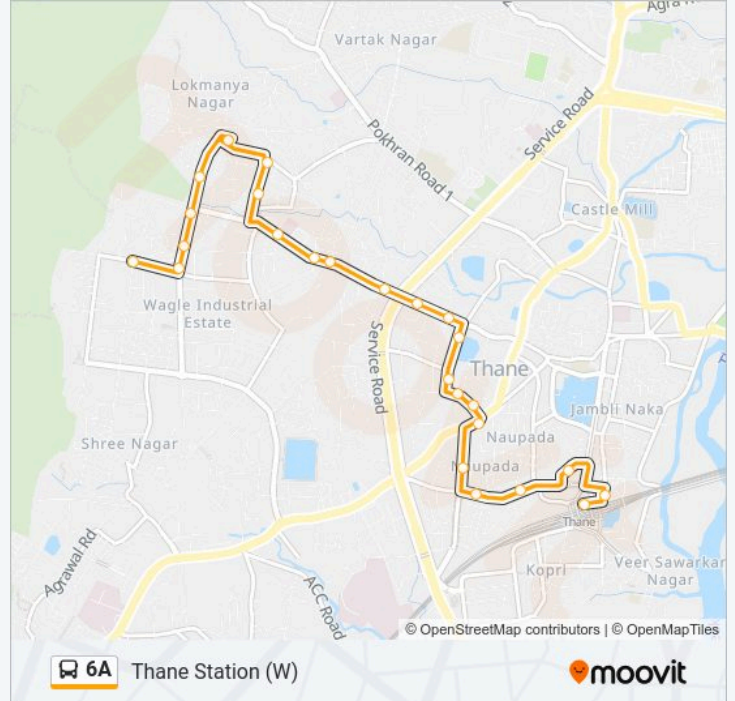 Agra R
Vartak Nagar
Lokmanya
Nagar
Pokhran Road 1
Service Road
Castle Mill
Wagle Industrial
Estate
Service Road
Thane
Jambli Naka
Shree Nagar
Naupada
Naupada
Thane
Agrawal Rd
Kopri
Veer Sawarkar
Nagar
ACC Road
© OpenStreetMap contributors | © OpenMapTiles
6A Thane Station (W)
moovit